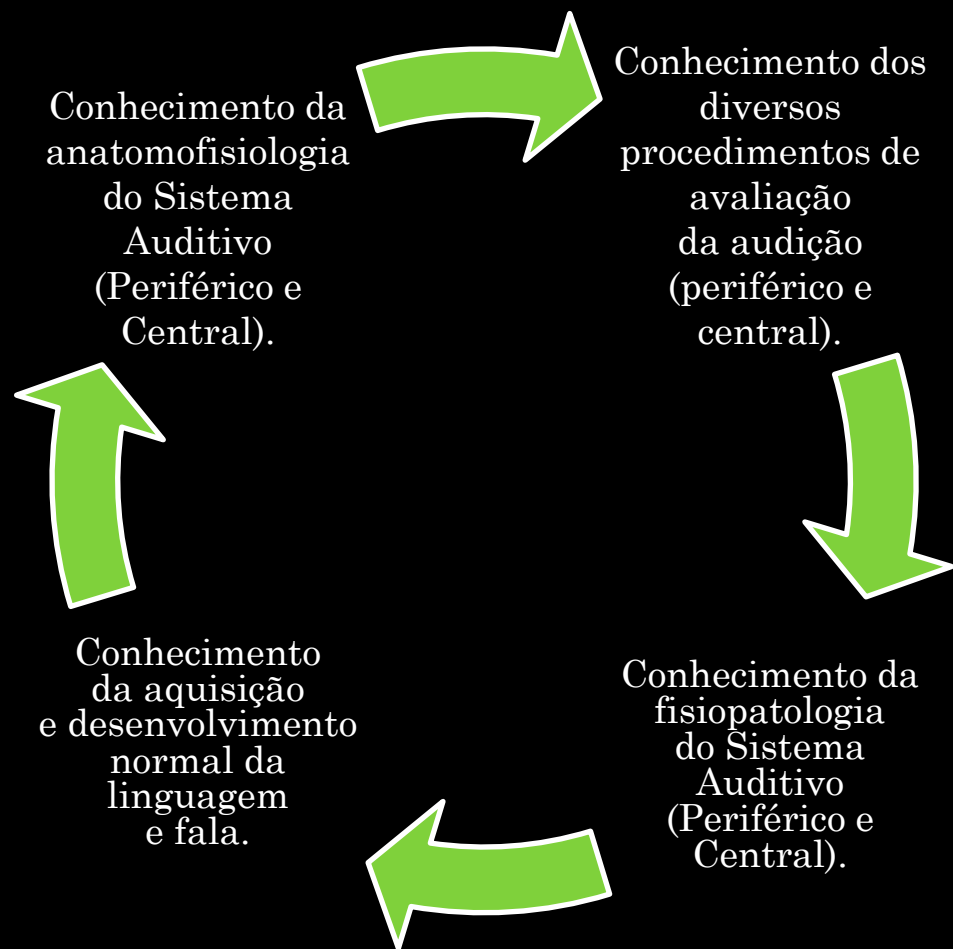 Conhecimento da
anatomofisiologia
do Sistema
Auditivo
(Periférico e
Central).
Conhecimento dos
diversos
procedimentos de
avaliação
da audição
(periférico e
central).
Conhecimento da
fisiopatologia
do Sistema
Auditivo
(Periférico e
Central).
Conhecimento
da aquisição
e desenvolvimento
normal da
linguagem
e fala.